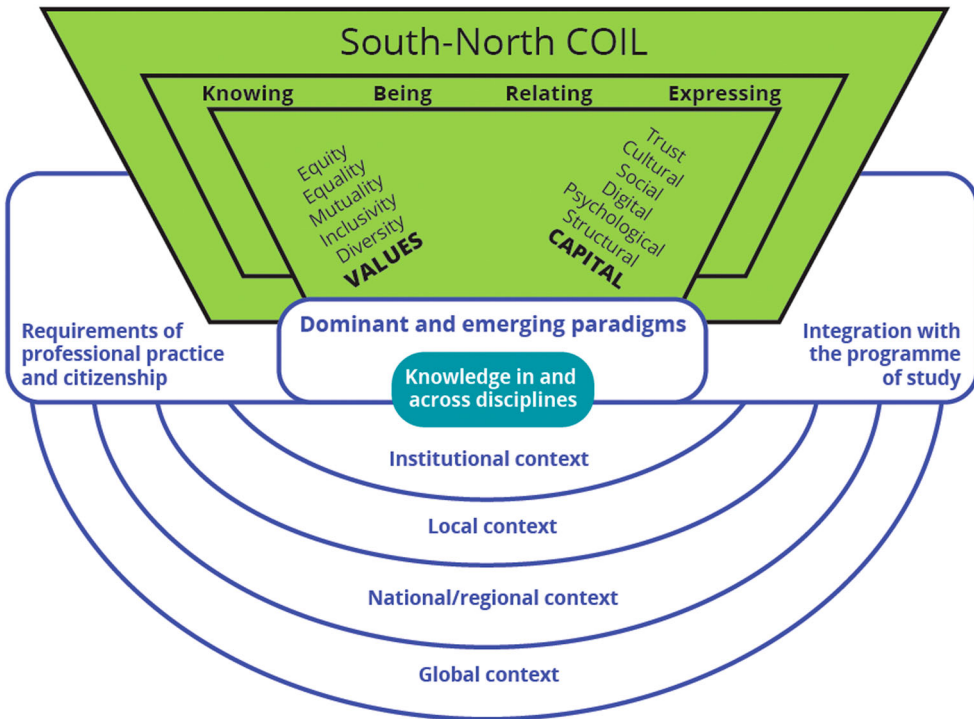 South-North COIL
Knowing Being Relating Expressing
Equity
Equality
Mutuality
Inclusivity
Diversity
VALUES
Trust
Cultural
Social
Digital
Psychological
Structural
CAPITAL
Requirements of
professional practice
and citizenship
Dominant and emerging paradigms
Knowledge in and
across disciplines
Integration with
the programme
of study
Institutional context
Local context
National/regional context
Global context